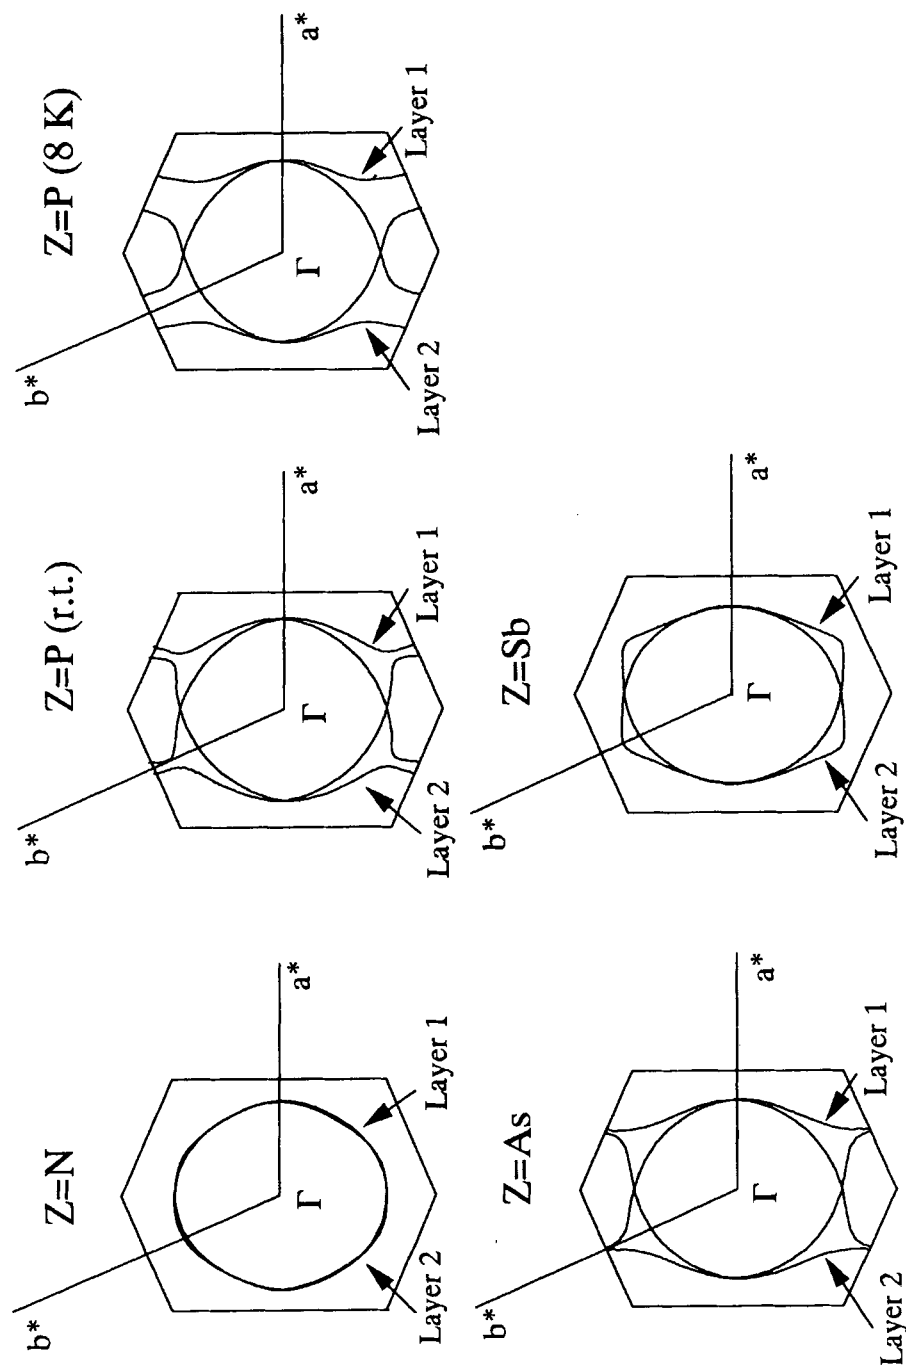 Z=N
b*
a*
Γ
Layer 1
Layer 2
Z=P (r.t.)
b*
a*
Γ
Layer 1
Layer 2
Z=P (8 K)
b*
a*
Γ
Layer 1
Layer 2
Z=As
b*
a*
Γ
Layer 1
Layer 2
Z=Sb
b*
a*
Γ
Layer 1
Layer 2